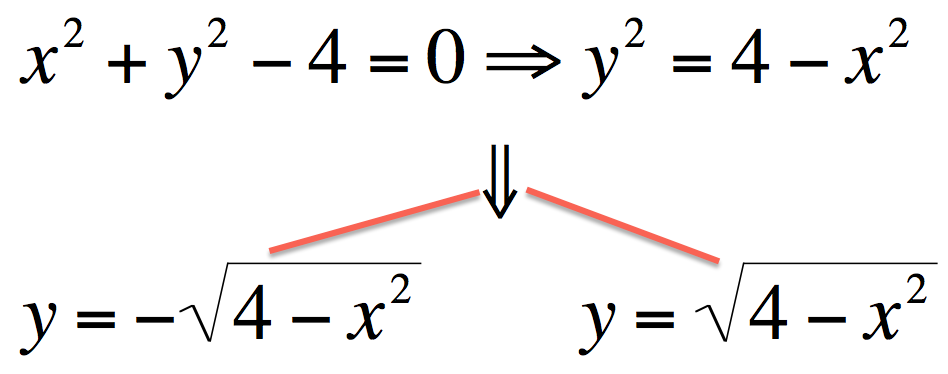 x² + y² − 4 = 0 ⇒ y² = 4 − x²
⇓
y = −√(4 − x²)    y = √(4 − x²)